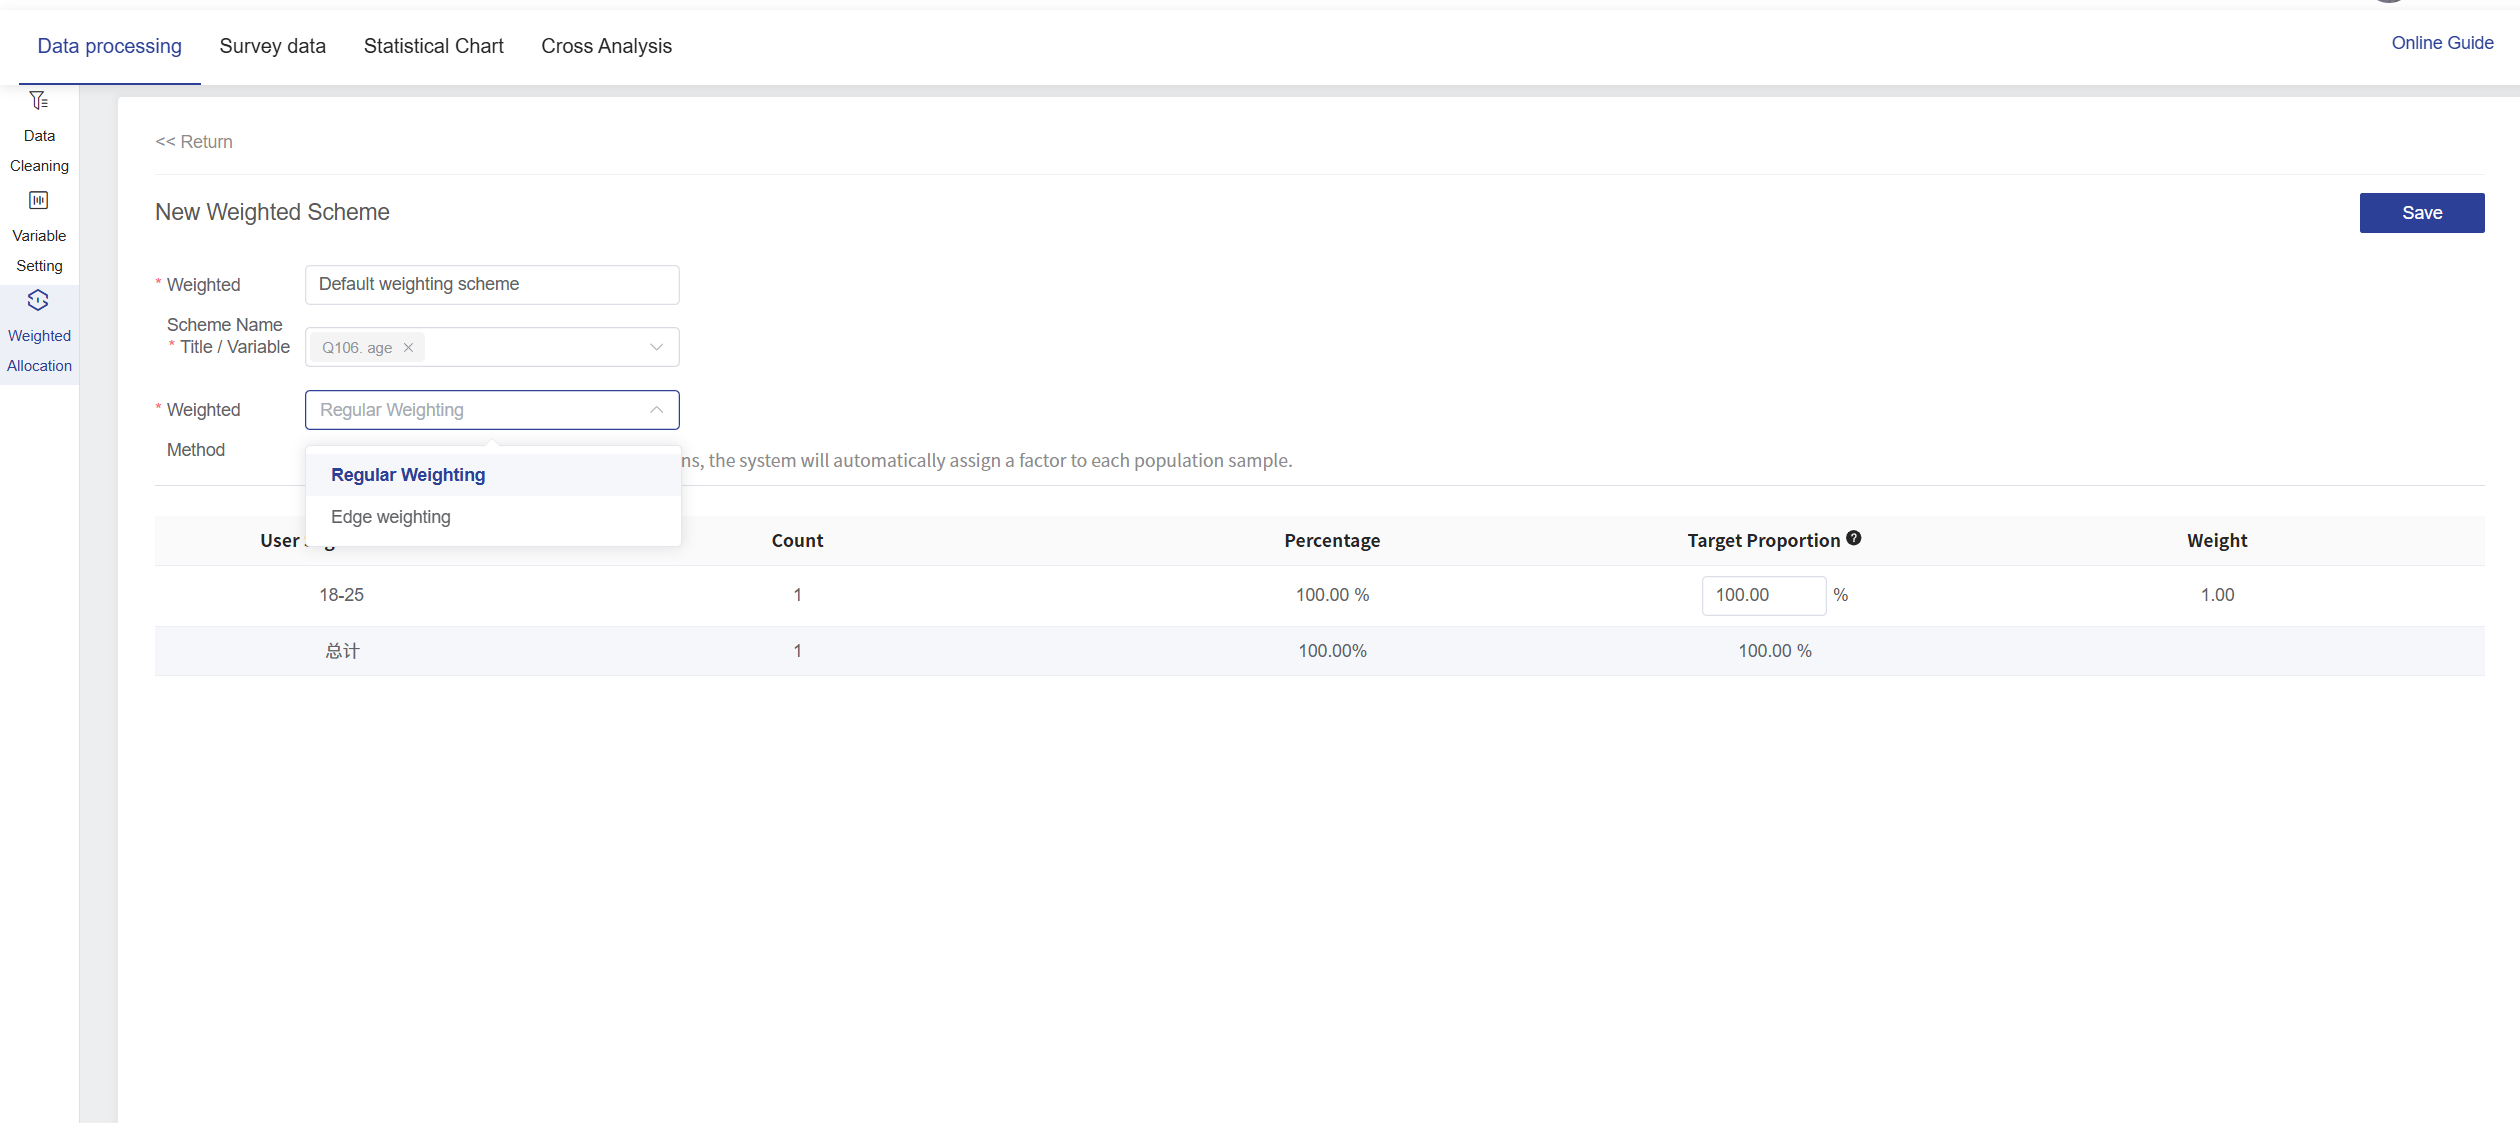 Data processing Survey data Statistical Chart Cross Analysis Online Guide
Data
Cleaning
Variable
Setting
Weighted
Allocation
<< Return
New Weighted Scheme Save
* Weighted Default weighting scheme
Scheme Name
* Title / Variable Q106. age ×
* Weighted Regular Weighting
Method
ns, the system will automatically assign a factor to each population sample.
Regular Weighting
Edge weighting
User Count Percentage Target Proportion ? Weight
18-25 1 100.00 % 100.00 % 1.00
总计 1 100.00% 100.00 %